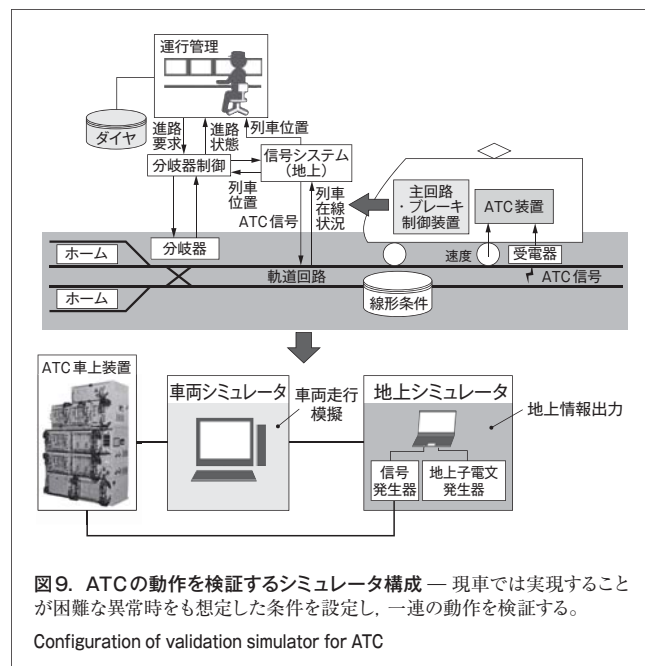 運行管理
ダイヤ
進路
要求
進路
状態
列車位置
分岐器制御
信号システム
（地上）
列車
位置
ATC信号
列車
在線
状況
主回路
・ブレーキ
制御装置
ATC装置
ホーム
分岐器
速度
受電器
軌道回路
ATC信号
ホーム
線形条件
ATC車上装置
車両シミュレータ
車両走行
模擬
地上シミュレータ
地上情報出力
信号
発生器
地上子電文
発生器
図9. ATCの動作を検証するシミュレータ構成 — 現車では実現すること
が困難な異常時をも想定した条件を設定し，一連の動作を検証する。
Configuration of validation simulator for ATC